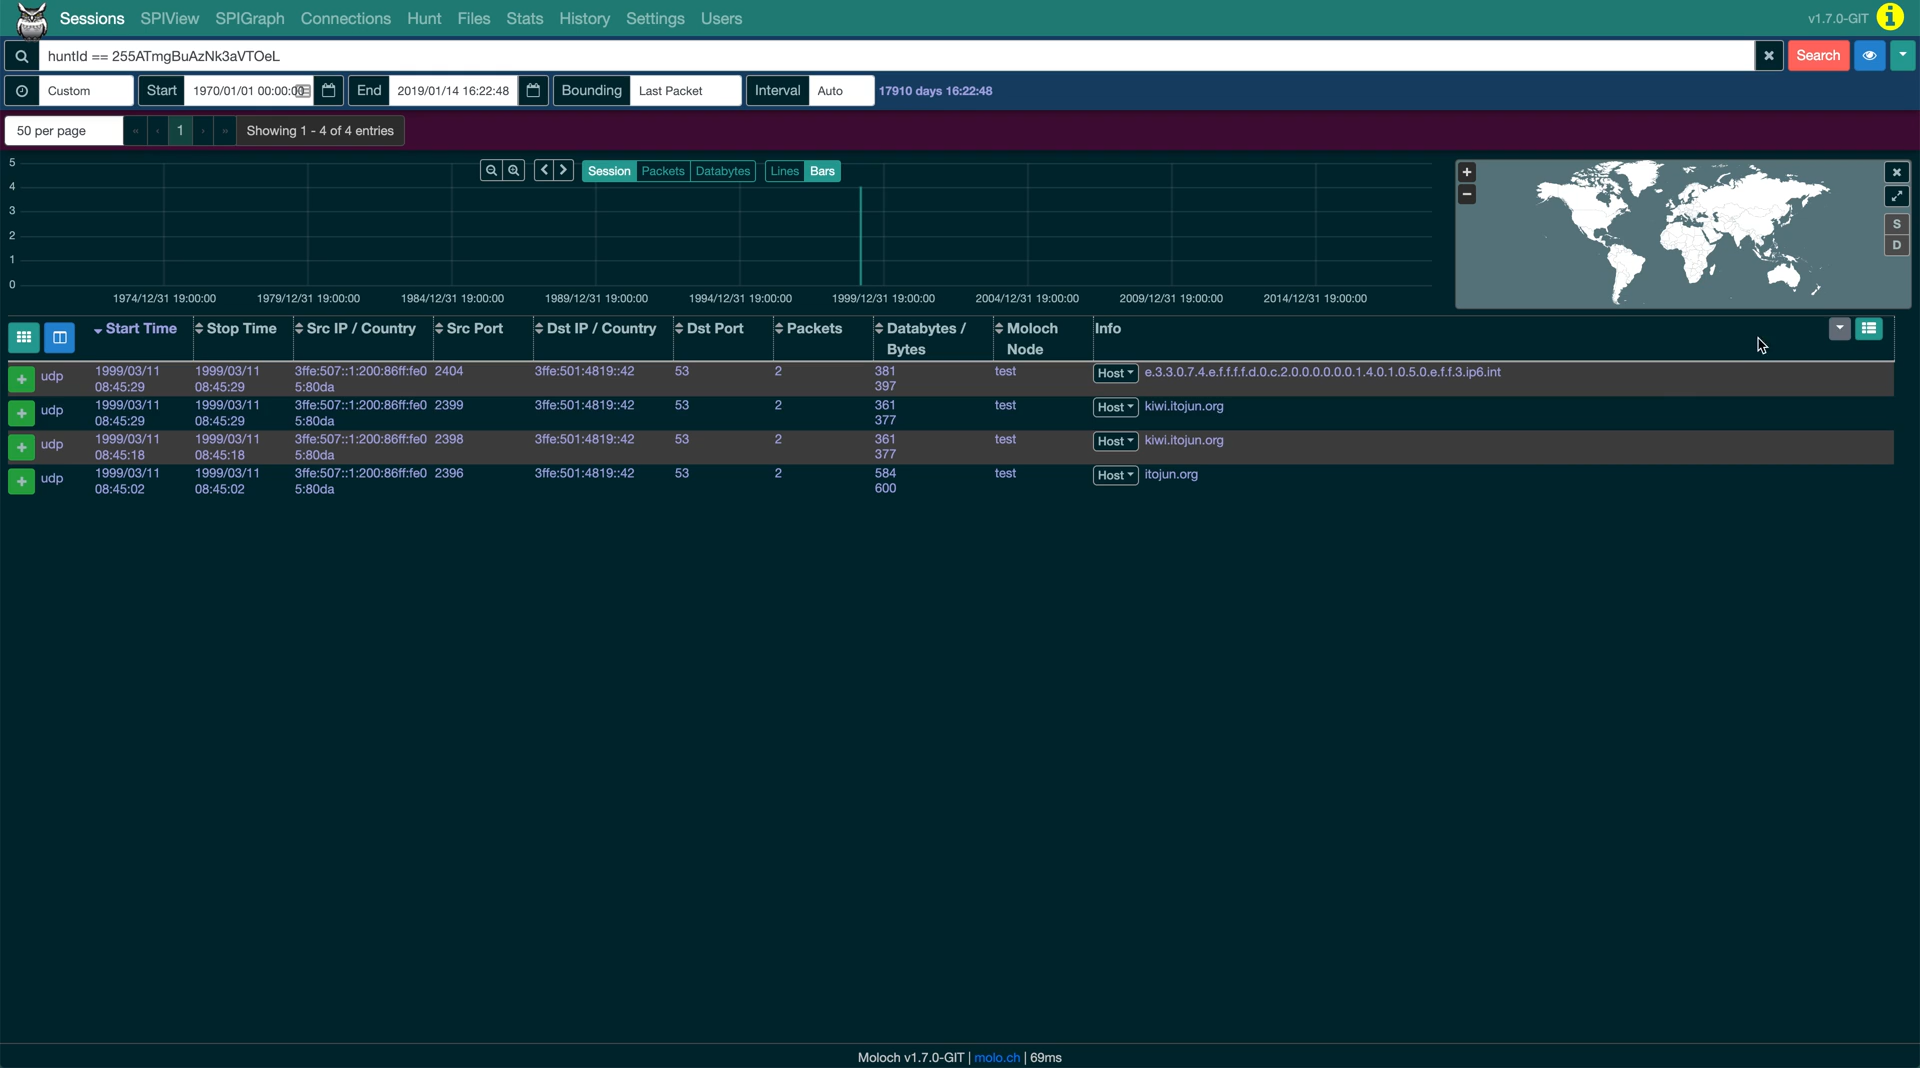 Sessions SPIView SPIGraph Connections Hunt Files Stats History Settings Users v1.7.0-GIT
huntId == 255ATmgBuAzNk3aVTOeL Search
Custom Start 1970/01/01 00:00:00 End 2019/01/14 16:22:48 Bounding Last Packet Interval Auto 17910 days 16:22:48
50 per page « ‹ 1 › » Showing 1 - 4 of 4 entries
Session Packets Databytes Lines Bars
5
4
3
2
1
0
1974/12/31 19:00:00 1979/12/31 19:00:00 1984/12/31 19:00:00 1989/12/31 19:00:00 1994/12/31 19:00:00 1999/12/31 19:00:00 2004/12/31 19:00:00 2009/12/31 19:00:00 2014/12/31 19:00:00
+
−
S
D
Start Time Stop Time Src IP / Country Src Port Dst IP / Country Dst Port Packets Databytes / Moloch Info
Bytes Node
udp 1999/03/11 1999/03/11 3ffe:507::1:200:86ff:fe0 2404 3ffe:501:4819::42 53 2 381 test Host e.3.3.0.7.4.e.f.f.f.f.d.0.c.2.0.0.0.0.0.1.4.0.1.0.5.0.e.f.f.3.ip6.int
08:45:29 08:45:29 5:80da 397
udp 1999/03/11 1999/03/11 3ffe:507::1:200:86ff:fe0 2399 3ffe:501:4819::42 53 2 361 test Host kiwi.itojun.org
08:45:29 08:45:29 5:80da 377
udp 1999/03/11 1999/03/11 3ffe:507::1:200:86ff:fe0 2398 3ffe:501:4819::42 53 2 361 test Host kiwi.itojun.org
08:45:18 08:45:18 5:80da 377
udp 1999/03/11 1999/03/11 3ffe:507::1:200:86ff:fe0 2396 3ffe:501:4819::42 53 2 584 test Host itojun.org
08:45:02 08:45:02 5:80da 600
Moloch v1.7.0-GIT | molo.ch | 69ms